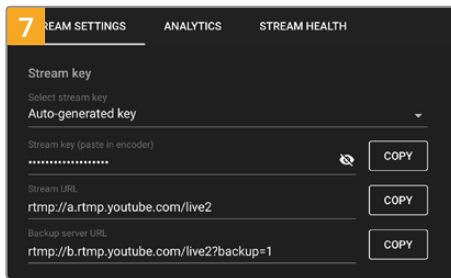 7
REAM SETTINGS ANALYTICS STREAM HEALTH
Stream key
Select stream key
Auto-generated key
Stream key (paste in encoder)
•••••••••••••••••••
COPY
Stream URL
rtmp://a.rtmp.youtube.com/live2
COPY
Backup server URL
rtmp://b.rtmp.youtube.com/live2?backup=1
COPY